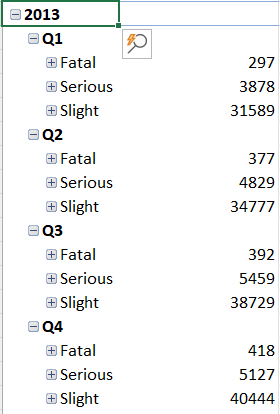 2013
Q1
Fatal 297
Serious 3878
Slight 31589
Q2
Fatal 377
Serious 4829
Slight 34777
Q3
Fatal 392
Serious 5459
Slight 38729
Q4
Fatal 418
Serious 5127
Slight 40444